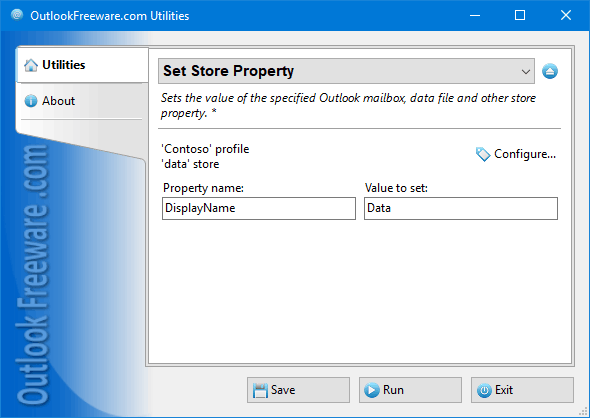 OutlookFreeware.com Utilities
Utilities
About
Set Store Property
Sets the value of the specified Outlook mailbox, data file and other store
property. *
'Contoso' profile
'data' store
Configure...
Property name:
Value to set:
DisplayName
Data
Outlook Freeware .com
Save
Run
Exit